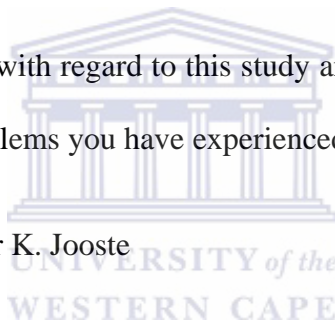 with regard to this study a
lems you have experienced
r K. Jooste
UNIVERSITY of the
WESTERN CAPE